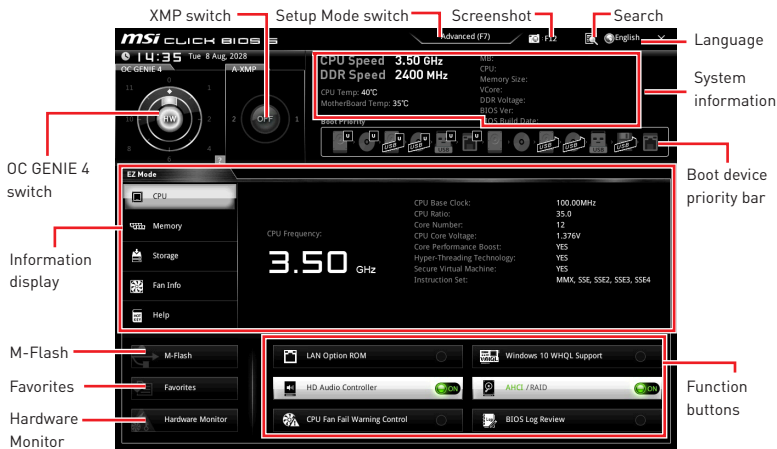 XMP switch
Setup Mode switch
Screenshot
Search
msi CLICK BIOS 5
Advanced (F7)
F12
English
Language
14:35 Tue 8 Aug, 2028
OC GENIE 4
A-XMP
CPU Speed 3.50 GHz
DDR Speed 2400 MHz
CPU Temp: 40°C
MotherBoard Temp: 35°C
MB:
CPU:
Memory Size:
VCore:
DDR Voltage:
BIOS Ver:
BIOS Build Date:
System
information
0
11
2
HW
8
4
6
?
2
OFF
1
Boot Priority
U
U
U
USB
U
USB
U
USB
U
USB
USB
USB
USB
OC GENIE 4
switch
Boot device
priority bar
EZ Mode
CPU
Memory
Storage
Fan Info
Help
CPU Frequency:
3.50 GHz
CPU Base Clock: 100.00MHz
CPU Ratio: 35.0
Core Number: 12
CPU Core Voltage: 1.376V
Core Performance Boost: YES
Hyper-Threading Technology: YES
Secure Virtual Machine: YES
Instruction Set: MMX, SSE, SSE2, SSE3, SSE4
Information
display
M-Flash
M-Flash
LAN Option ROM
Windows 10 WHQL Support
Favorites
Favorites
HD Audio Controller
ON
AHCI /RAID
ON
Function
buttons
Hardware
Monitor
Hardware Monitor
CPU Fan Fail Warning Control
BIOS Log Review